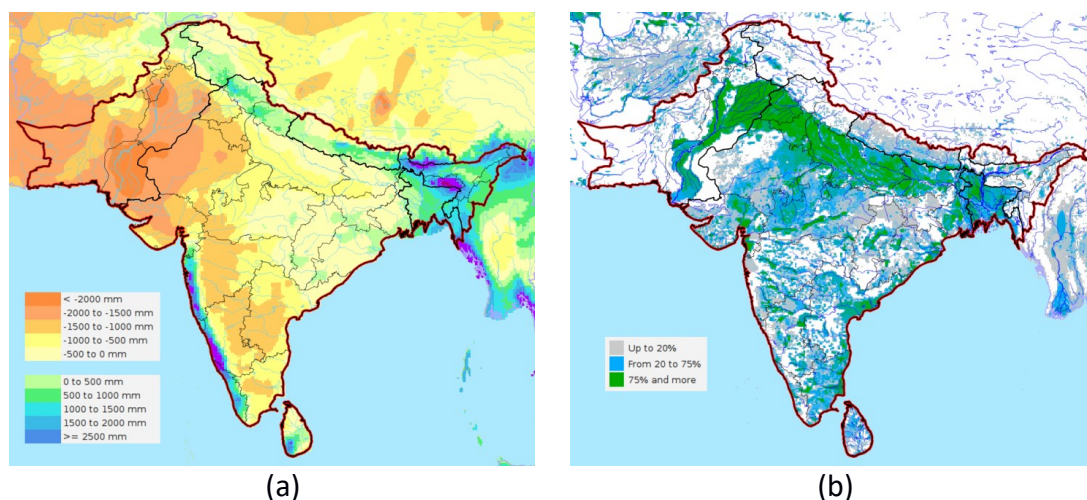 < -2000 mm
-2000 to -1500 mm
-1500 to -1000 mm
-1000 to -500 mm
-500 to 0 mm
0 to 500 mm
500 to 1000 mm
1000 to 1500 mm
1500 to 2000 mm
>= 2500 mm
Up to 20%
From 20 to 75%
75% and more
(a)
(b)